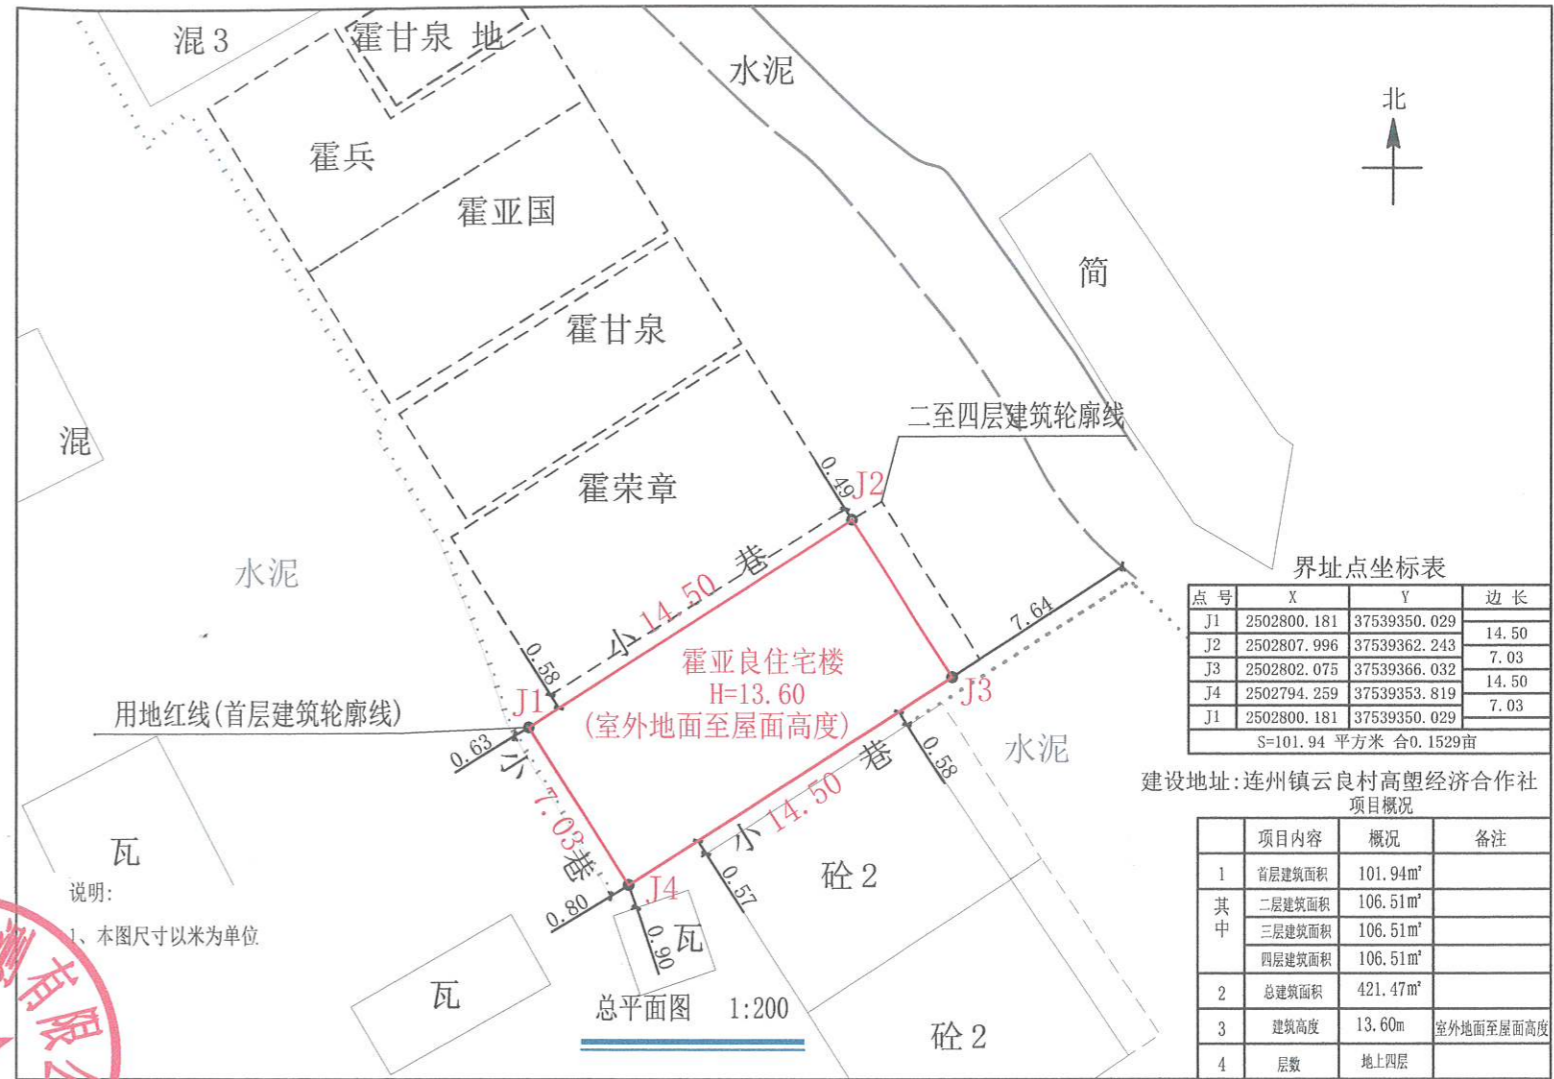 混3
霍甘泉 地
水泥
北
霍兵
霍亚国
简
霍甘泉
混
二至四层建筑轮廓线
0.49
J2
霍荣章
水泥
小 14.50 巷
7.64
0.58
霍亚良住宅楼
H=13.60
(室外地面至屋面高度)
J1
J3
用地红线(首层建筑轮廓线)
0.63
小 7.03 巷
水泥
0.58
小 14.50 巷
瓦
J4
0.80
0.90
瓦
0.57
砼2
瓦
砼2
说明:
1、本图尺寸以米为单位
总平面图 1:200
界址点坐标表
点 号 X Y 边 长
J1 2502800.181 37539350.029
14.50
J2 2502807.996 37539362.243
7.03
J3 2502802.075 37539366.032
14.50
J4 2502794.259 37539353.819
7.03
J1 2502800.181 37539350.029
S=101.94 平方米 合0.1529亩
建设地址:连州镇云良村高塱经济合作社
项目概况
项目内容 概况 备注
1 首层建筑面积 101.94m²
其中 二层建筑面积 106.51m²
三层建筑面积 106.51m²
四层建筑面积 106.51m²
2 总建筑面积 421.47m²
3 建筑高度 13.60m 室外地面至屋面高度
4 层数 地上四层
测有限公